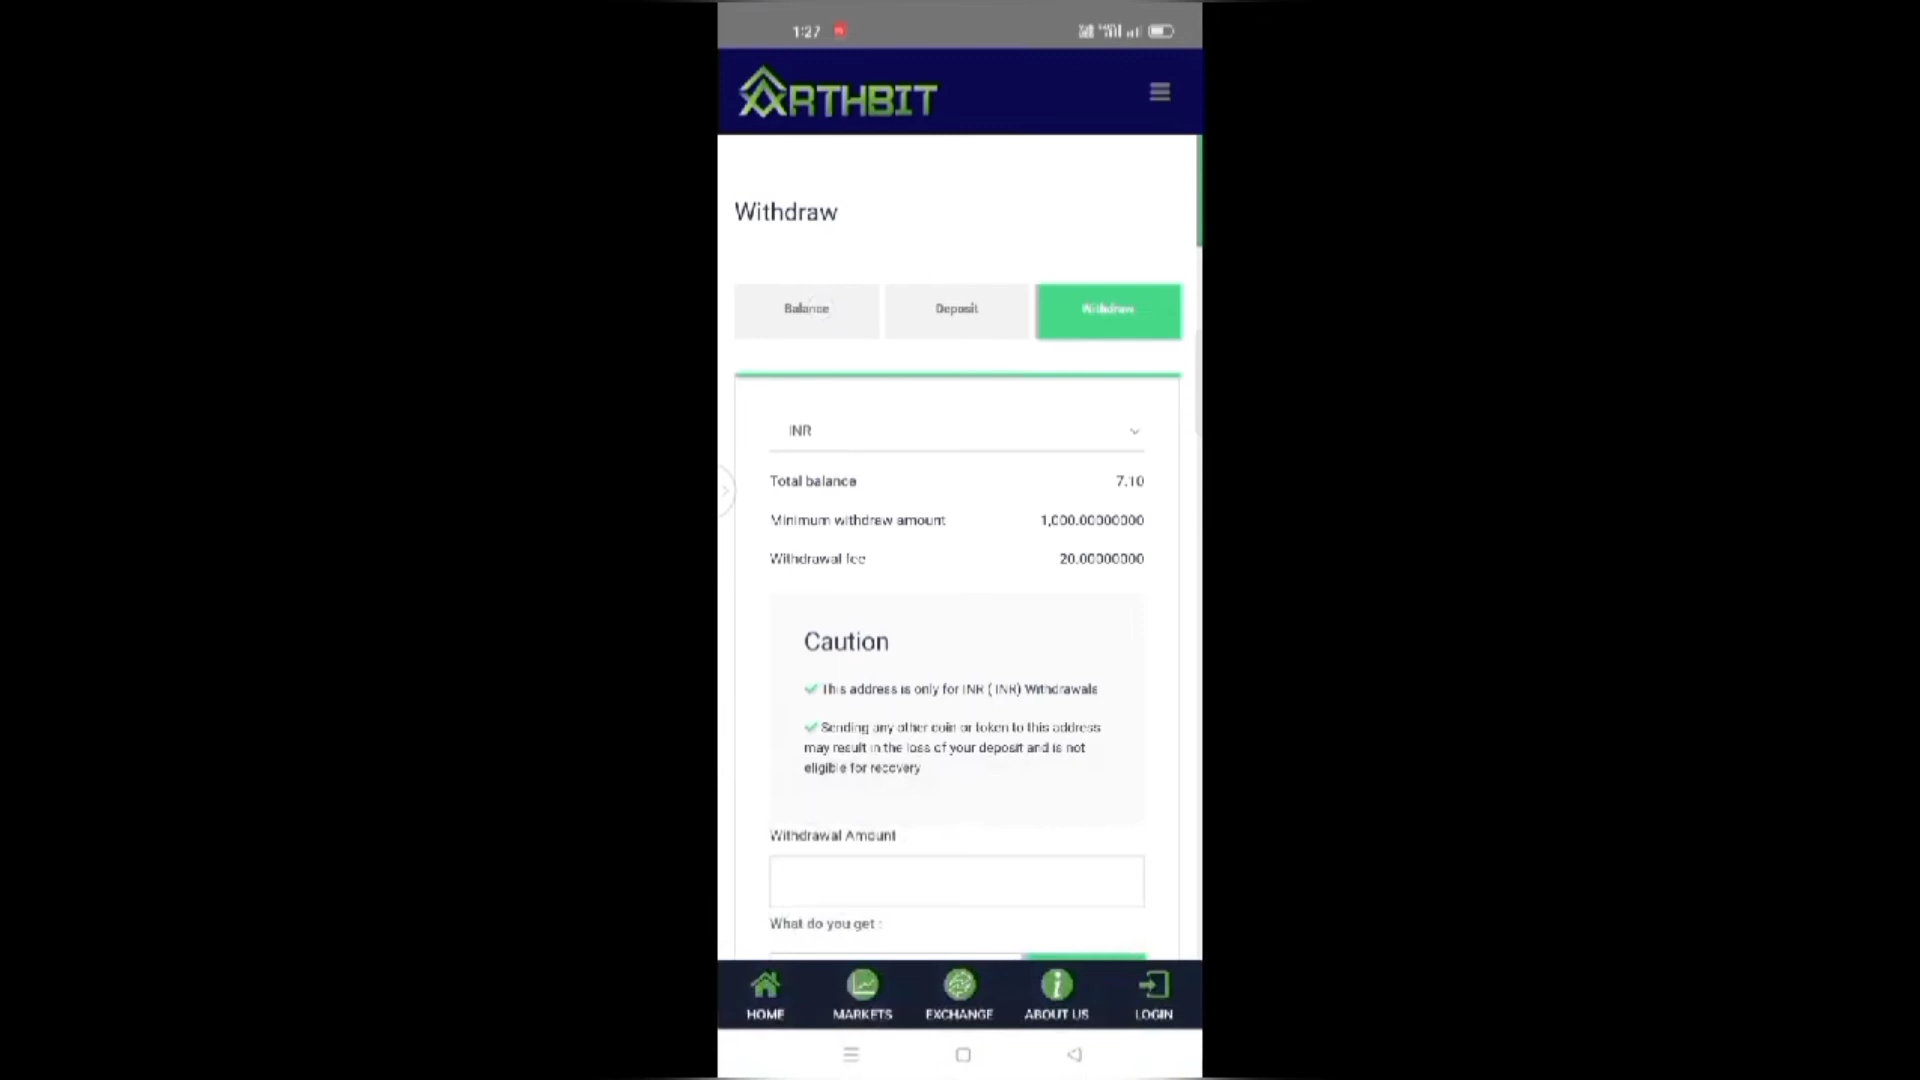 1:27
ARTHBIT
Withdraw
Balance Deposit Withdraw
INR
Total balance 7.10
Minimum withdraw amount 1,000.00000000
Withdrawal fee 20.00000000
Caution
This address is only for INR ( INR) Withdrawals
Sending any other coin or token to this address
may result in the loss of your deposit and is not
eligible for recovery
Withdrawal Amount
What do you get :
HOME MARKETS EXCHANGE ABOUT US LOGIN